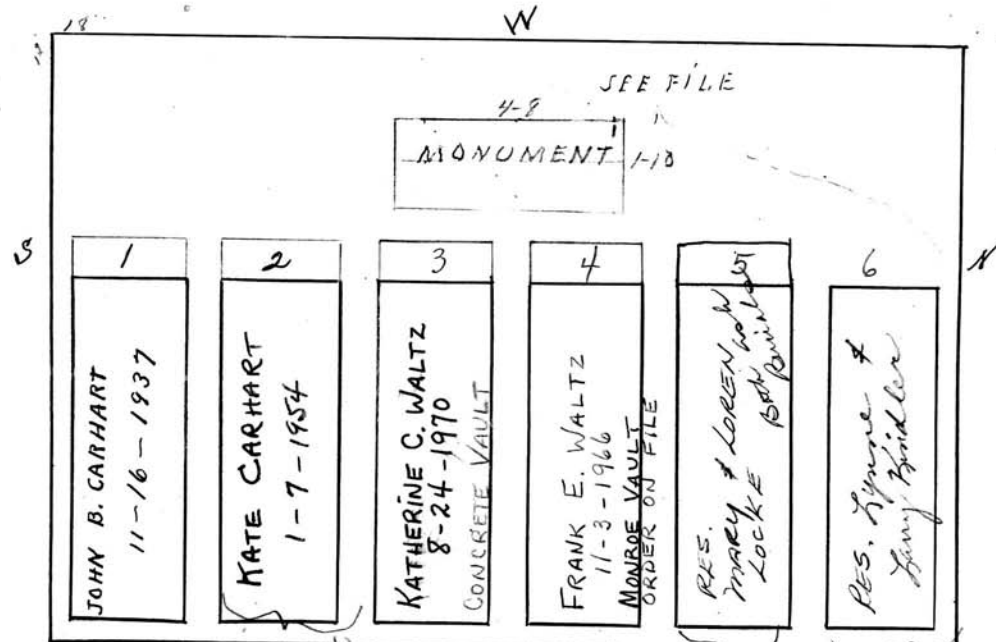 18
W
SEE FILE
4-8
MONUMENT 1-10
S
N
1
JOHN B. CARHART
11-16-1937
2
KATE CARHART
1-7-1954
3
KATHERINE C. WALTZ
8-24-1970
CONCRETE VAULT
4
FRANK E. WALTZ
11-3-1966
MONROE VAULT
ORDER ON FILE
5
RES.
MARY & LOREN
LOCKE
Both
6
RES. Lynne &
Larry